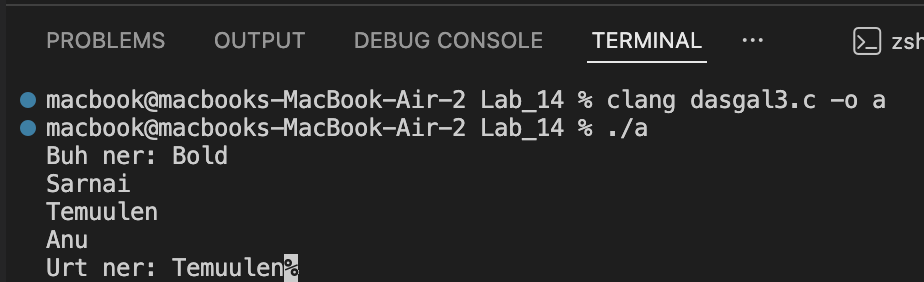 PROBLEMS OUTPUT DEBUG CONSOLE TERMINAL ··· zsh
macbook@macbooks-MacBook-Air-2 Lab_14 % clang dasgal3.c -o a
macbook@macbooks-MacBook-Air-2 Lab_14 % ./a
Buh ner: Bold
Sarnai
Temuulen
Anu
Urt ner: Temuulen%